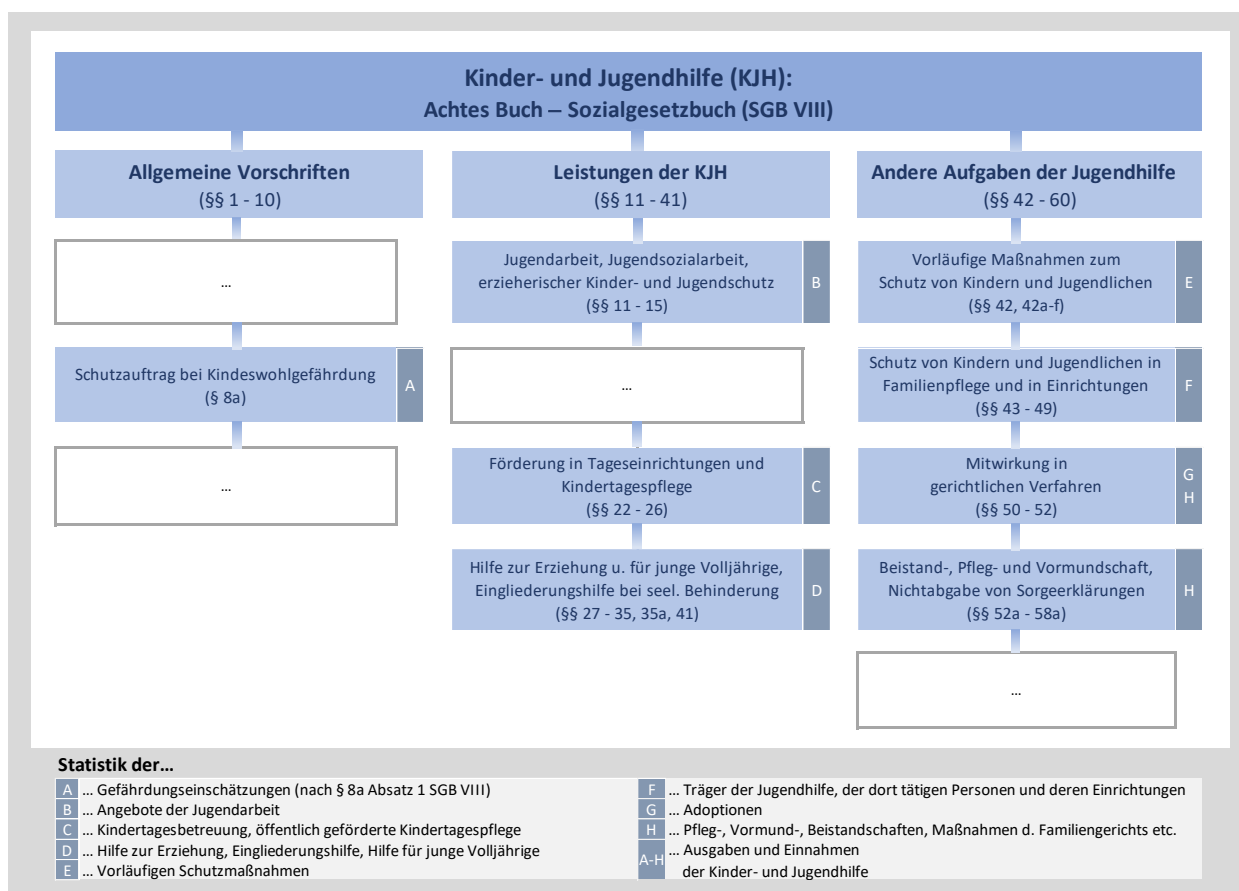 Kinder- und Jugendhilfe (KJH):
Achtes Buch – Sozialgesetzbuch (SGB VIII)
Allgemeine Vorschriften
(§§ 1 - 10)
…
Schutzauftrag bei Kindeswohlgefährdung
(§ 8a)
A
…
Leistungen der KJH
(§§ 11 - 41)
Jugendarbeit, Jugendsozialarbeit,
erzieherischer Kinder- und Jugendschutz
(§§ 11 - 15)
B
…
Förderung in Tageseinrichtungen und
Kindertagespflege
(§§ 22 - 26)
C
Hilfe zur Erziehung u. für junge Volljährige,
Eingliederungshilfe bei seel. Behinderung
(§§ 27 - 35, 35a, 41)
D
Andere Aufgaben der Jugendhilfe
(§§ 42 - 60)
Vorläufige Maßnahmen zum
Schutz von Kindern und Jugendlichen
(§§ 42, 42a-f)
E
Schutz von Kindern und Jugendlichen in
Familienpflege und in Einrichtungen
(§§ 43 - 49)
F
Mitwirkung in
gerichtlichen Verfahren
(§§ 50 - 52)
G
H
Beistand-, Pfleg- und Vormundschaft,
Nichtabgabe von Sorgeerklärungen
(§§ 52a - 58a)
H
…
Statistik der…
A … Gefährdungseinschätzungen (nach § 8a Absatz 1 SGB VIII)
B … Angebote der Jugendarbeit
C … Kindertagesbetreuung, öffentlich geförderte Kindertagespflege
D … Hilfe zur Erziehung, Eingliederungshilfe, Hilfe für junge Volljährige
E … Vorläufigen Schutzmaßnahmen
F … Träger der Jugendhilfe, der dort tätigen Personen und deren Einrichtungen
G … Adoptionen
H … Pfleg-, Vormund-, Beistandschaften, Maßnahmen d. Familiengerichts etc.
A-H … Ausgaben und Einnahmen
der Kinder- und Jugendhilfe